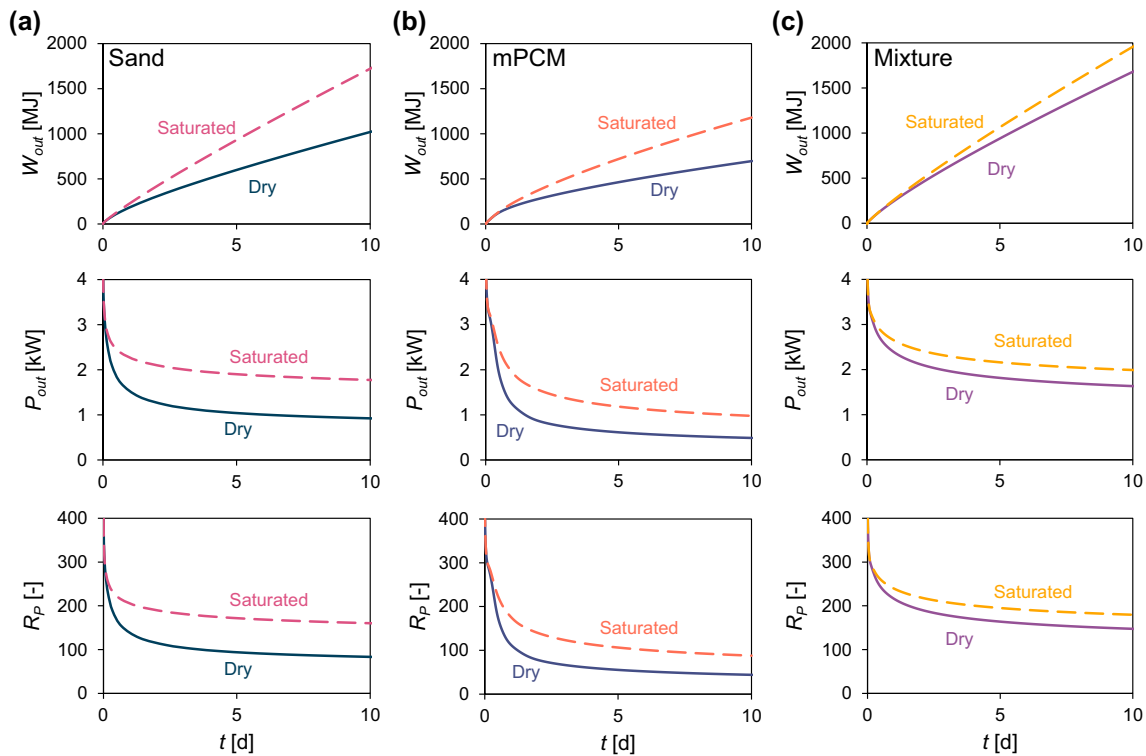 (a)
Sand
W_out [MJ]
2000
1500
1000
500
0
Saturated
Dry
0 5 10
(b)
mPCM
W_out [MJ]
2000
1500
1000
500
0
Saturated
Dry
0 5 10
(c)
Mixture
W_out [MJ]
2000
1500
1000
500
0
Saturated
Dry
0 5 10
P_out [kW]
4
3
2
1
0
Saturated
Dry
0 5 10
P_out [kW]
4
3
2
1
0
Saturated
Dry
0 5 10
P_out [kW]
4
3
2
1
0
Saturated
Dry
0 5 10
R_P [-]
400
300
200
100
0
Saturated
Dry
0 5 10
t [d]
R_P [-]
400
300
200
100
0
Saturated
Dry
0 5 10
t [d]
R_P [-]
400
300
200
100
0
Saturated
Dry
0 5 10
t [d]